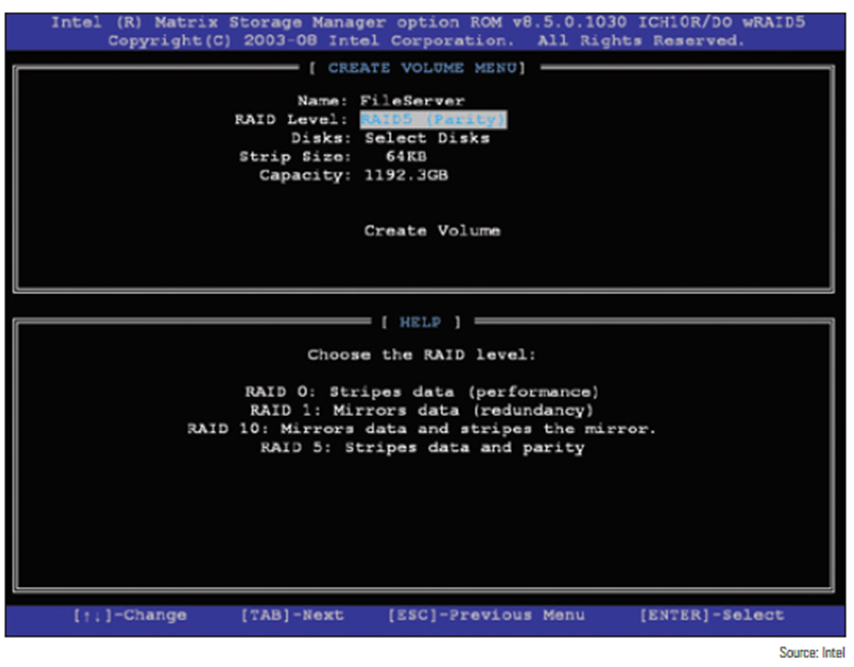 Intel (R) Matrix Storage Manager option ROM v8.5.0.1030 ICH10R/DO wRAID5
Copyright(C) 2003-08 Intel Corporation. All Rights Reserved.
[ CREATE VOLUME MENU]
Name: FileServer
RAID Level: RAID5 (Parity)
Disks: Select Disks
Strip Size: 64KB
Capacity: 1192.3GB
Create Volume
[ HELP ]
Choose the RAID level:
RAID 0: Stripes data (performance)
RAID 1: Mirrors data (redundancy)
RAID 10: Mirrors data and stripes the mirror.
RAID 5: Stripes data and parity
[↑↓]-Change [TAB]-Next [ESC]-Previous Menu [ENTER]-Select
Source: Intel